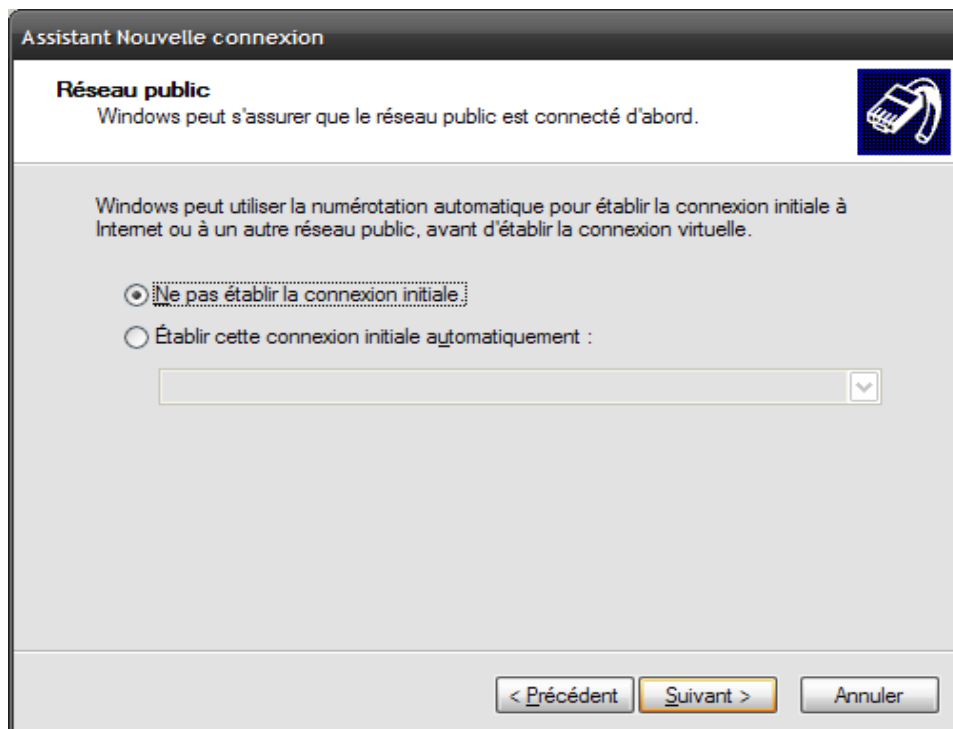 Assistant Nouvelle connexion
Réseau public
Windows peut s'assurer que le réseau public est connecté d'abord.
Windows peut utiliser la numérotation automatique pour établir la connexion initiale à
Internet ou à un autre réseau public, avant d'établir la connexion virtuelle.
Ne pas établir la connexion initiale.
Établir cette connexion initiale automatiquement :
< Précédent
Suivant >
Annuler